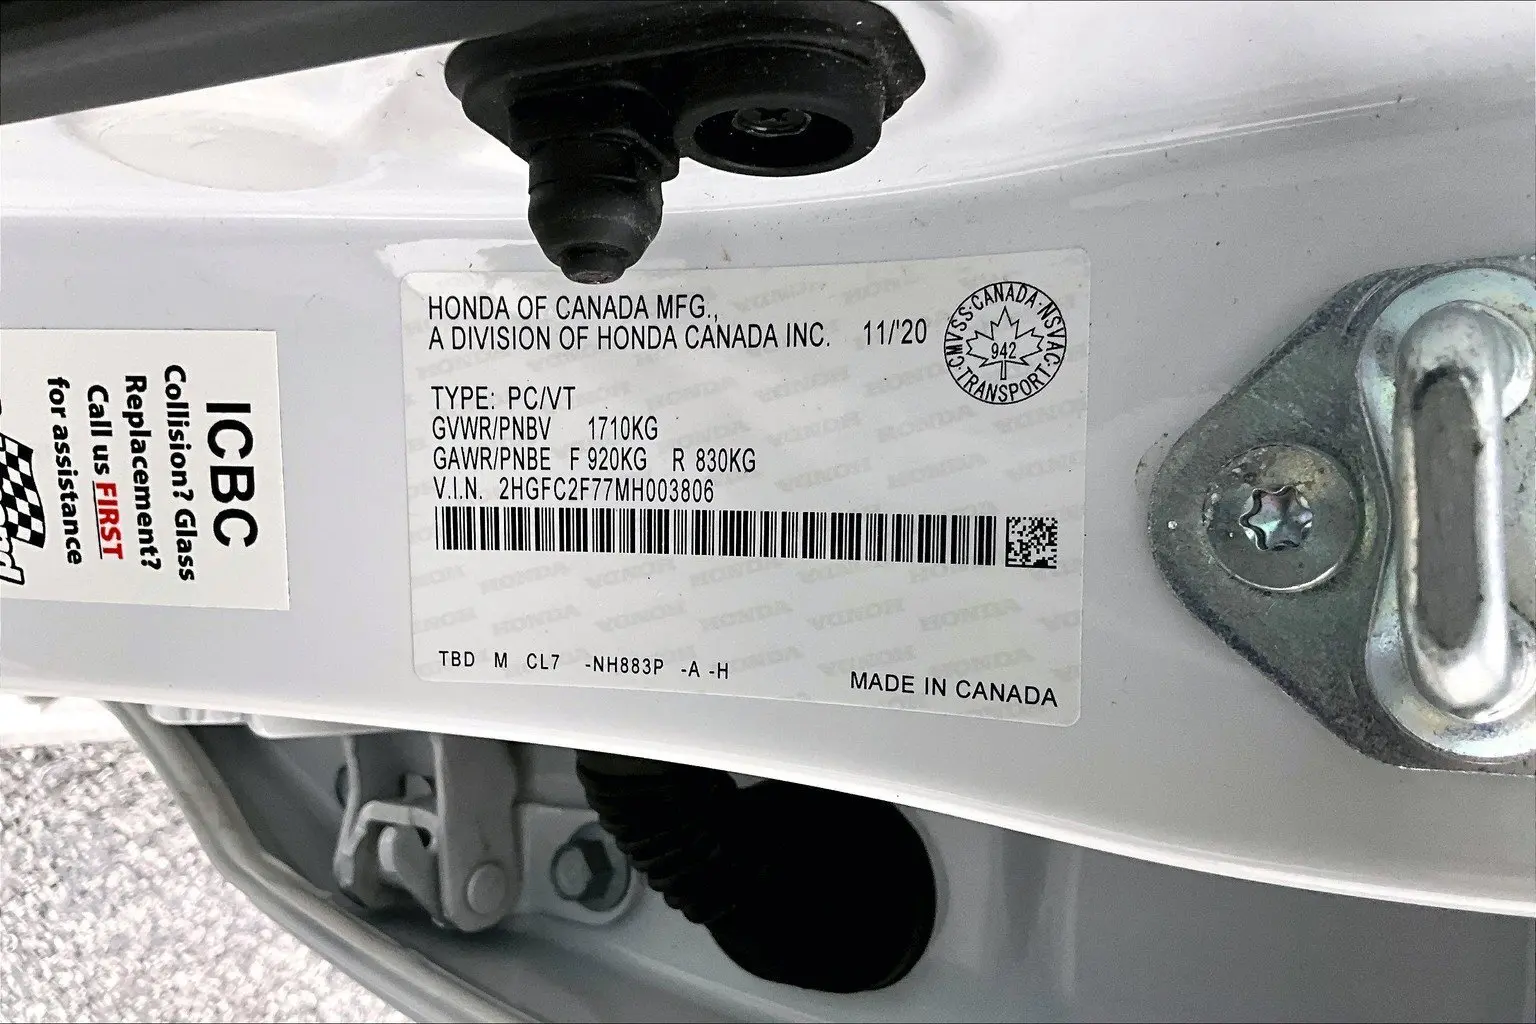 HONDA OF CANADA MFG.,
A DIVISION OF HONDA CANADA INC. 11/'20
CMVSS·CANADA·NSVAC·TRANSPORT·
942
TYPE: PC/VT
GVWR/PNBV 1710KG
GAWR/PNBE F 920KG R 830KG
V.I.N. 2HGFC2F77MH003806
TBD M CL7 -NH883P -A -H
MADE IN CANADA
ICBC
Collision? Glass
Replacement?
Call us FIRST
for assistance